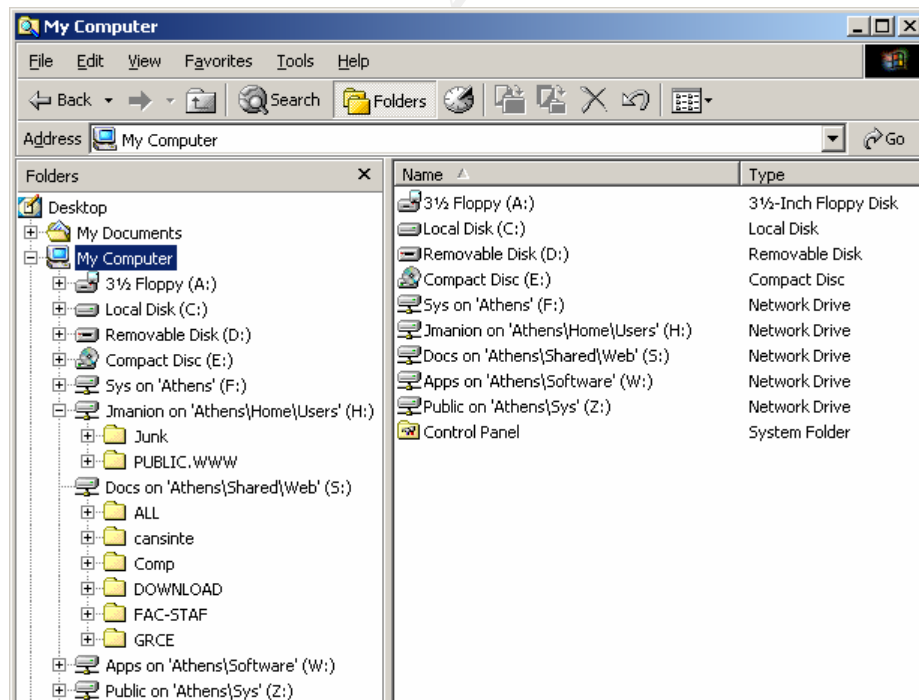 My Computer
File Edit View Favorites Tools Help
Back Search Folders
Address My Computer Go
Folders
Desktop
My Documents
My Computer
3½ Floppy (A:)
Local Disk (C:)
Removable Disk (D:)
Compact Disc (E:)
Sys on 'Athens' (F:)
Jmanion on 'Athens\Home\Users' (H:)
Junk
PUBLIC.WWW
Docs on 'Athens\Shared\Web' (S:)
ALL
cansinte
Comp
DOWNLOAD
FAC-STAF
GRCE
Apps on 'Athens\Software' (W:)
Public on 'Athens\Sys' (Z:)
Name Type
3½ Floppy (A:) 3½-Inch Floppy Disk
Local Disk (C:) Local Disk
Removable Disk (D:) Removable Disk
Compact Disc (E:) Compact Disc
Sys on 'Athens' (F:) Network Drive
Jmanion on 'Athens\Home\Users' (H:) Network Drive
Docs on 'Athens\Shared\Web' (S:) Network Drive
Apps on 'Athens\Software' (W:) Network Drive
Public on 'Athens\Sys' (Z:) Network Drive
Control Panel System Folder